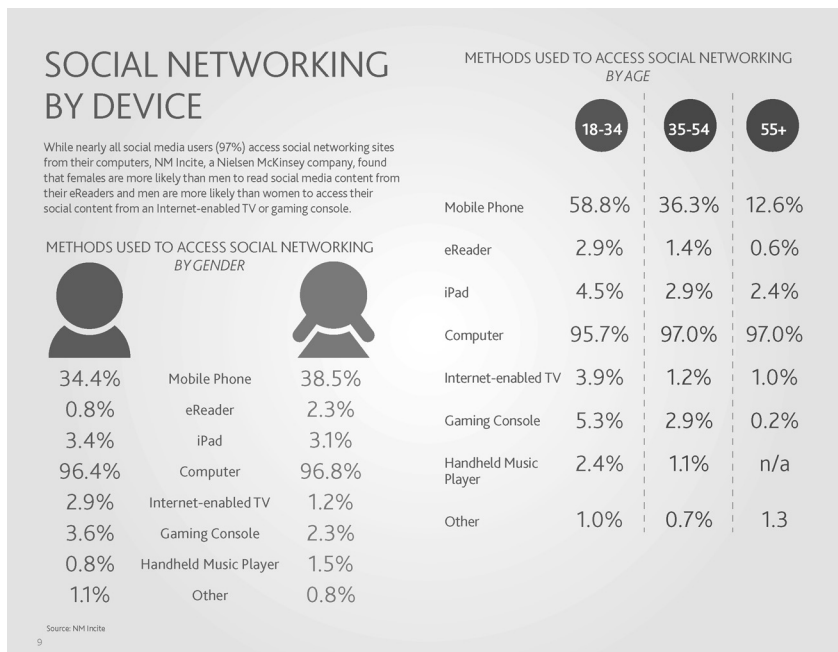 SOCIAL NETWORKING
BY DEVICE
While nearly all social media users (97%) access social networking sites
from their computers, NM Incite, a Nielsen McKinsey company, found
that females are more likely than men to read social media content from
their eReaders and men are more likely than women to access their
social content from an Internet-enabled TV or gaming console.
METHODS USED TO ACCESS SOCIAL NETWORKING
BY GENDER
34.4% Mobile Phone 38.5%
0.8% eReader 2.3%
3.4% iPad 3.1%
96.4% Computer 96.8%
2.9% Internet-enabled TV 1.2%
3.6% Gaming Console 2.3%
0.8% Handheld Music Player 1.5%
1.1% Other 0.8%
METHODS USED TO ACCESS SOCIAL NETWORKING
BY AGE
18-34 35-54 55+
Mobile Phone 58.8% 36.3% 12.6%
eReader 2.9% 1.4% 0.6%
iPad 4.5% 2.9% 2.4%
Computer 95.7% 97.0% 97.0%
Internet-enabled TV 3.9% 1.2% 1.0%
Gaming Console 5.3% 2.9% 0.2%
Handheld Music 2.4% 1.1% n/a
Player
Other 1.0% 0.7% 1.3
Source: NM Incite
9